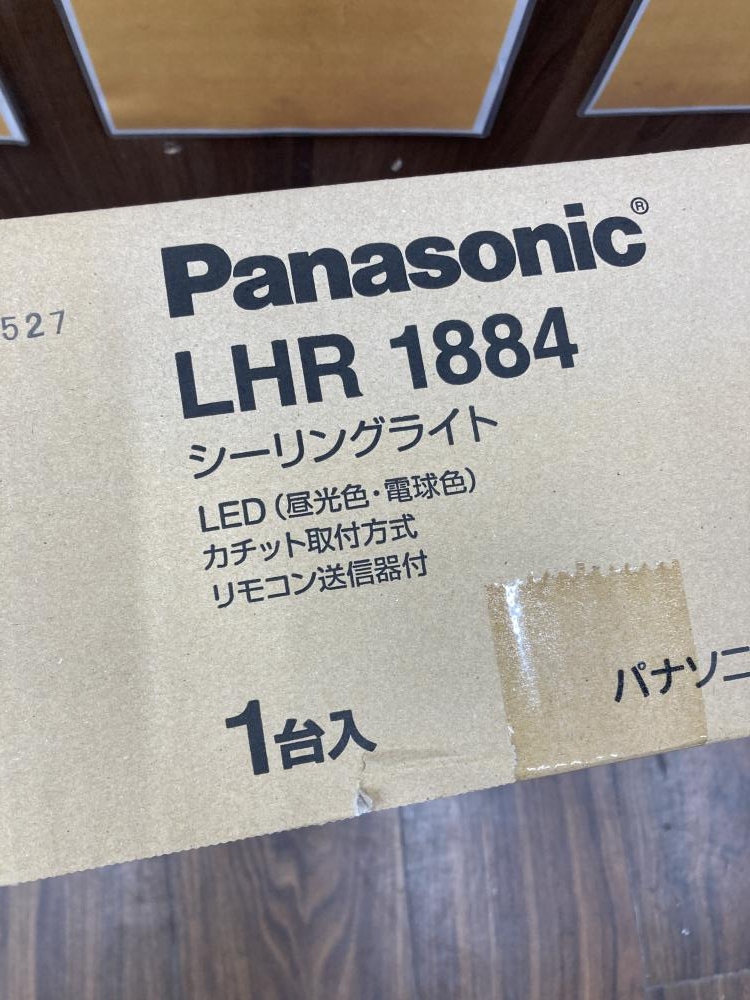 Panasonic®
527
LHR 1884
シーリングライト
LED（昼光色・電球色）
カチット取付方式
リモコン送信器付
1台入
パナソニ